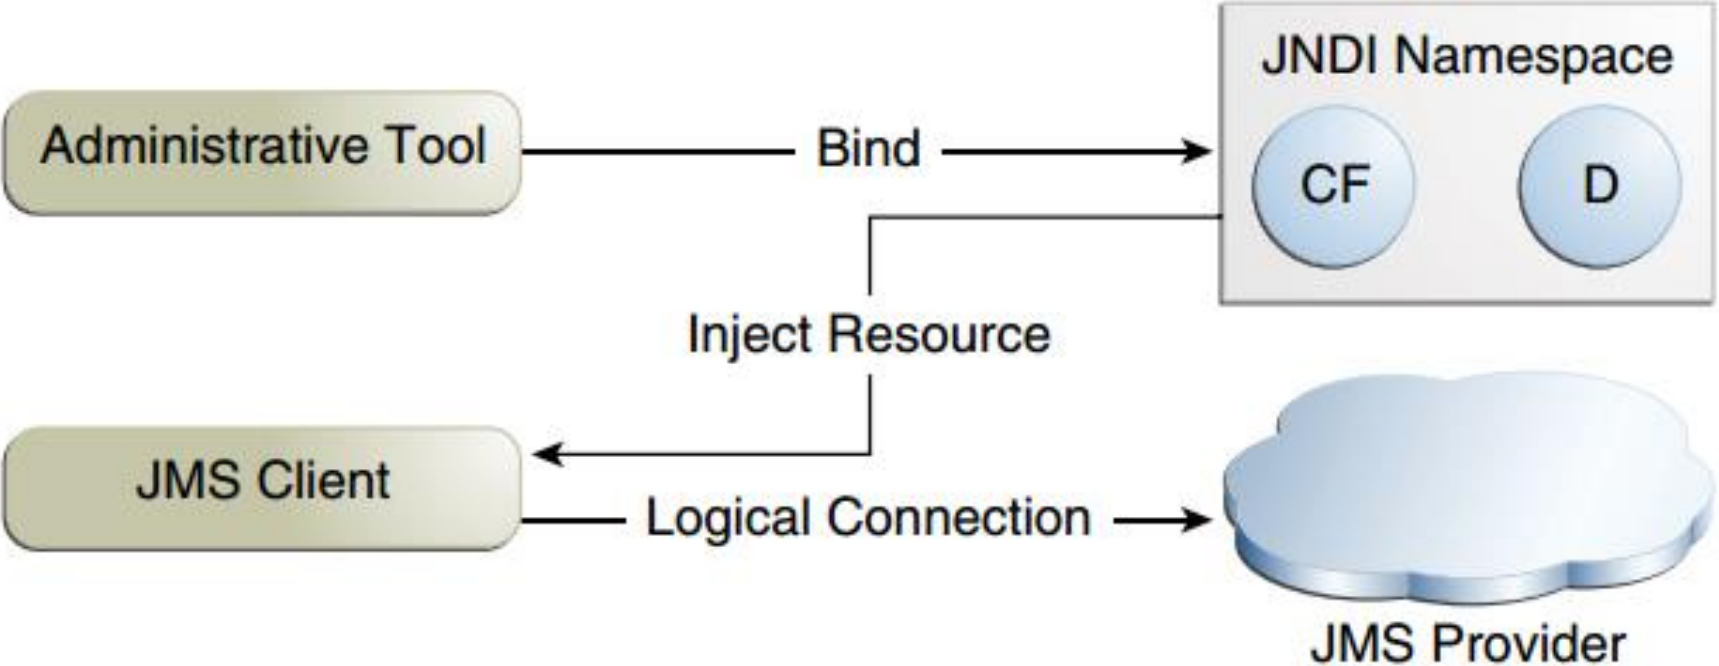 JNDI Namespace
Administrative Tool
Bind
CF
D
Inject Resource
JMS Client
Logical Connection
JMS Provider